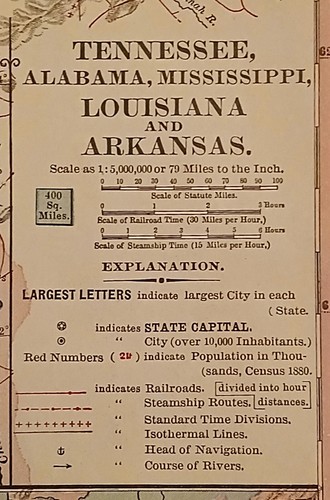 TENNESSEE,
ALABAMA, MISSISSIPPI,
LOUISIANA
AND
ARKANSAS.
Scale as 1:5,000,000 or 79 Miles to the Inch.
0 10 20 30 40 50 60 70 80 90 100
Scale of Statute Miles.
400
Sq.
Miles.
0 1 2 3 Hours
Scale of Railroad Time (30 Miles per Hour.)
0 1 2 3 4 5 6 Hours
Scale of Steamship Time (15 Miles per Hour.)
EXPLANATION.
LARGEST LETTERS indicate largest City in each
(State.
indicates STATE CAPITAL.
“ City (over 10,000 Inhabitants.)
Red Numbers (29) indicate Population in Thou-
(sands, Census 1880.
indicates Railroads. divided into hour
“ Steamship Routes. distances.
“ Standard Time Divisions.
“ Isothermal Lines.
“ Head of Navigation.
“ Course of Rivers.